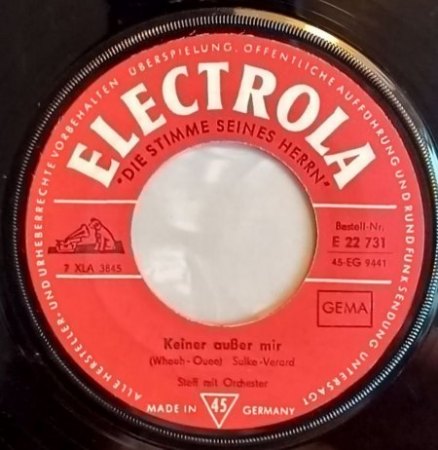 ALLE HERSTELLER- UND URHEBERRECHTE VORBEHALTEN ÜBERSPIELUNG, ÖFFENTLICHE AUFFÜHRUNG UND RUNDFUNKSENDUNG UNTERSAGT
ELECTROLA
"DIE STIMME SEINES HERRN"
Bestell-Nr.
E 22 731
45-EG 9441
7 XLA 3845
GEMA
Keiner außer mir
(Wheeh-Ouee) Sulke-Verard
Steff mit Orchester
MADE IN 45 GERMANY